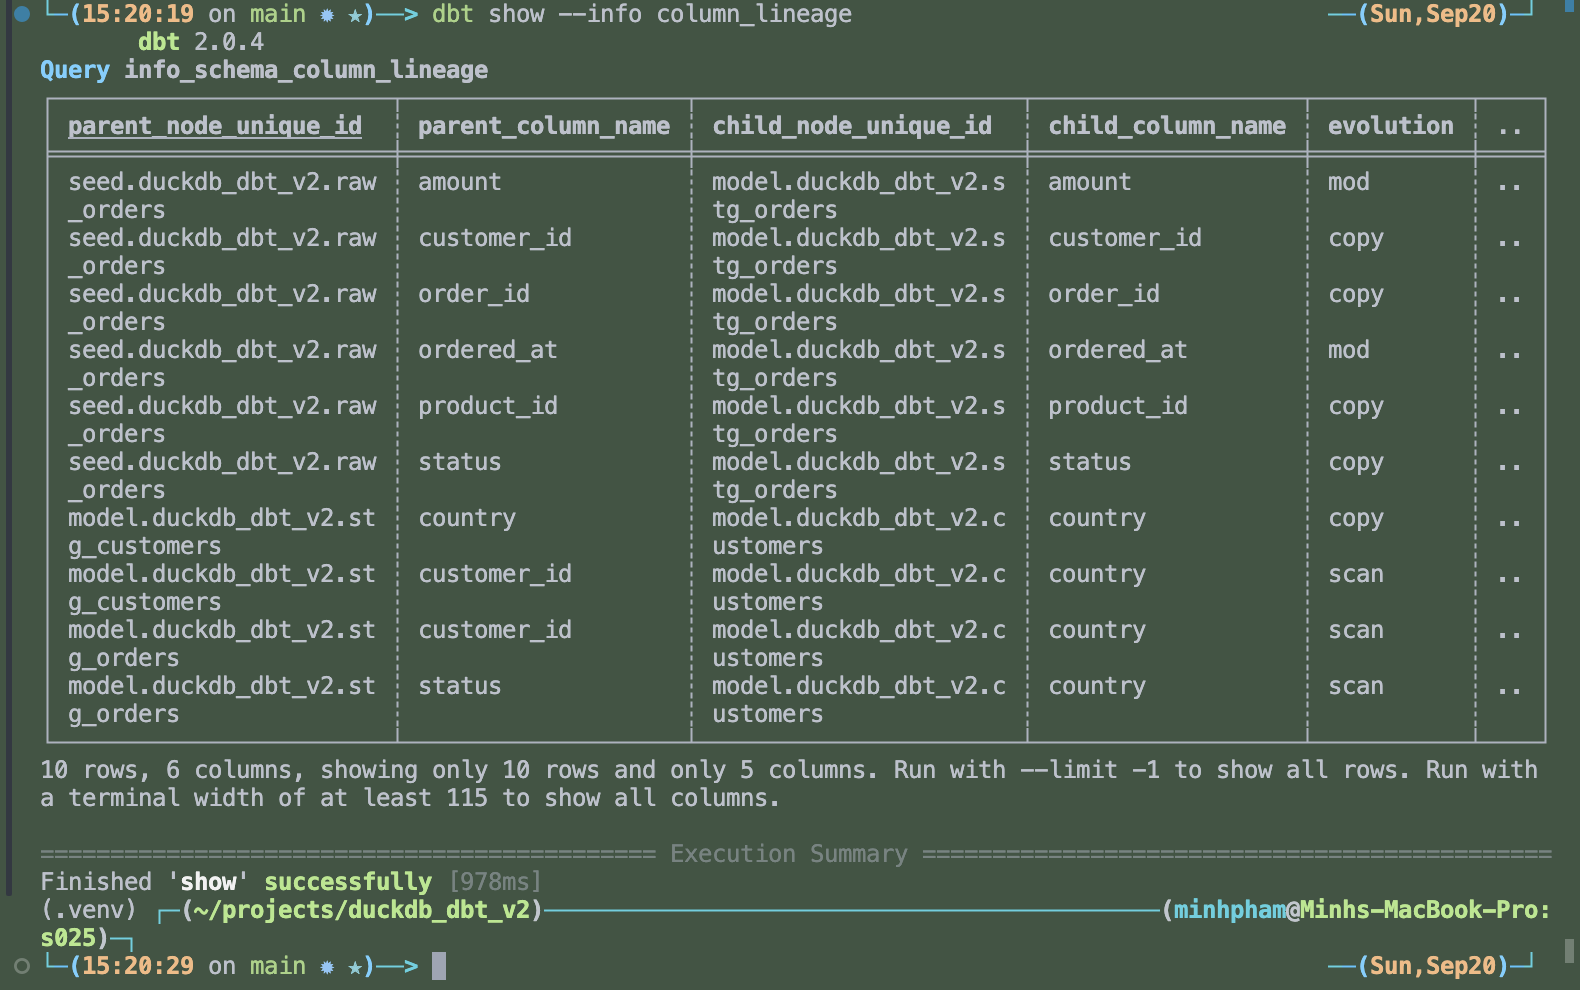 (15:20:19 on main ✹ ★)—> dbt show --info column_lineage —(Sun,Sep20)—
dbt 2.0.4
Query info_schema_column_lineage
parent_node_unique_id parent_column_name child_node_unique_id child_column_name evolution ..
seed.duckdb_dbt_v2.raw amount model.duckdb_dbt_v2.s amount mod ..
_orders tg_orders
seed.duckdb_dbt_v2.raw customer_id model.duckdb_dbt_v2.s customer_id copy ..
_orders tg_orders
seed.duckdb_dbt_v2.raw order_id model.duckdb_dbt_v2.s order_id copy ..
_orders tg_orders
seed.duckdb_dbt_v2.raw ordered_at model.duckdb_dbt_v2.s ordered_at mod ..
_orders tg_orders
seed.duckdb_dbt_v2.raw product_id model.duckdb_dbt_v2.s product_id copy ..
_orders tg_orders
seed.duckdb_dbt_v2.raw status model.duckdb_dbt_v2.s status copy ..
_orders tg_orders
model.duckdb_dbt_v2.st country model.duckdb_dbt_v2.c country copy ..
g_customers ustomers
model.duckdb_dbt_v2.st customer_id model.duckdb_dbt_v2.c country scan ..
g_customers ustomers
model.duckdb_dbt_v2.st customer_id model.duckdb_dbt_v2.c country scan ..
g_orders ustomers
model.duckdb_dbt_v2.st status model.duckdb_dbt_v2.c country scan ..
g_orders ustomers
10 rows, 6 columns, showing only 10 rows and only 5 columns. Run with --limit -1 to show all rows. Run with
a terminal width of at least 115 to show all columns.
==================== Execution Summary ====================
Finished 'show' successfully [978ms]
(.venv) ┌─(~/projects/duckdb_dbt_v2)────(minhpham@Minhs-MacBook-Pro:
s025)─┐
└─(15:20:29 on main ✹ ★)—> —(Sun,Sep20)─┘